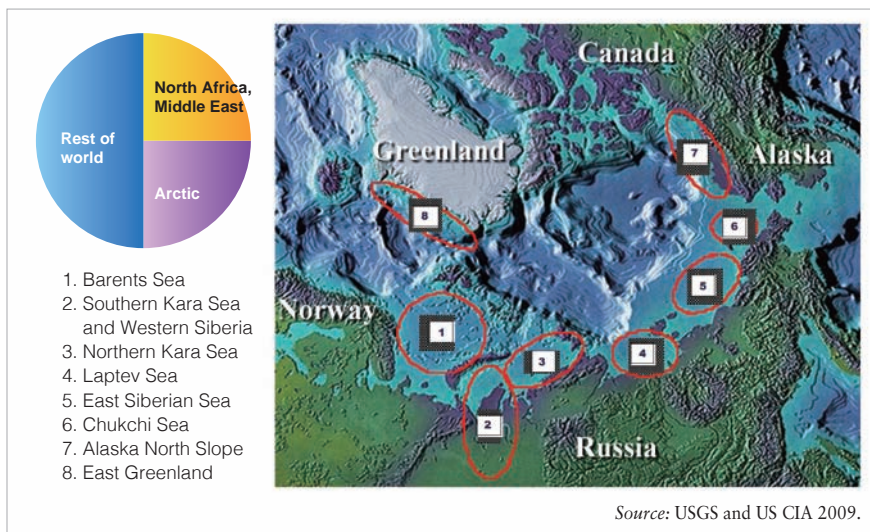 North Africa,
Middle East
Rest of
world
Arctic
1. Barents Sea
2. Southern Kara Sea
and Western Siberia
3. Northern Kara Sea
4. Laptev Sea
5. East Siberian Sea
6. Chukchi Sea
7. Alaska North Slope
8. East Greenland
Canada
Greenland
Alaska
7
8
6
5
Norway
1
3
4
2
Russia
Source: USGS and US CIA 2009.